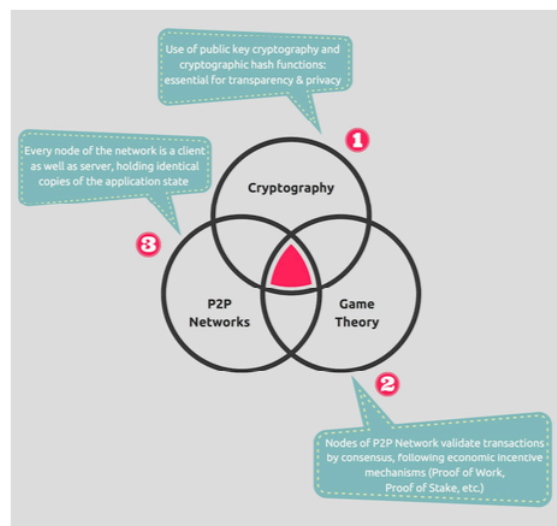 Use of public key cryptography and
cryptographic hash functions:
essential for transparency & privacy
1
Cryptography
Every node of the network is a client
as well as server, holding identical
copies of the application state
3
P2P
Networks
Game
Theory
2
Nodes of P2P Network validate transactions
by consensus, following economic incentive
mechanisms (Proof of Work,
Proof of Stake, etc.)